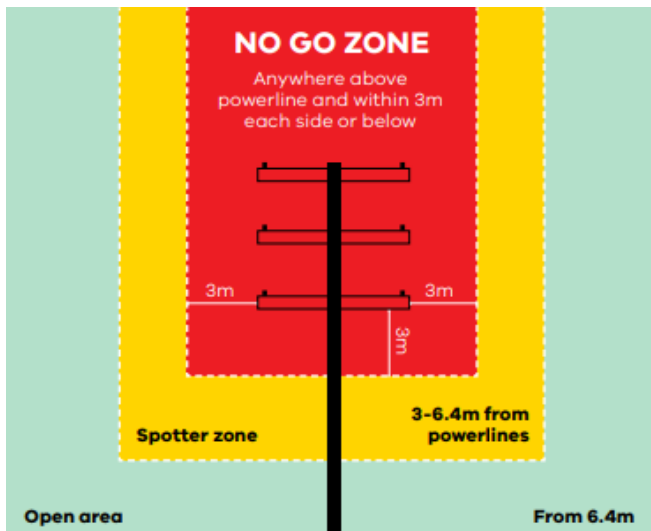 NO GO ZONE
Anywhere above
powerline and within 3m
each side or below
3m
3m
3m
Spotter zone
3-6.4m from
powerlines
Open area
From 6.4m